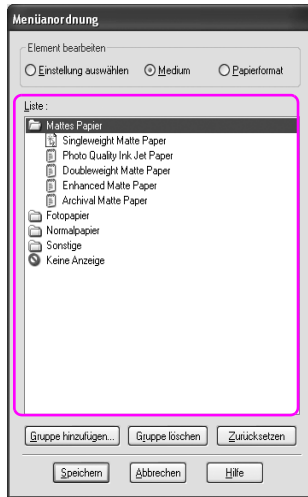 Menüanordnung
Element bearbeiten
Einstellung auswählen Medium Papierformat
Liste :
Mattes Papier
Singleweight Matte Paper
Photo Quality Ink Jet Paper
Doubleweight Matte Paper
Enhanced Matte Paper
Archival Matte Paper
Fotopapier
Normalpapier
Sonstige
Keine Anzeige
Gruppe hinzufügen... Gruppe löschen Zurücksetzen
Speichern Abbrechen Hilfe